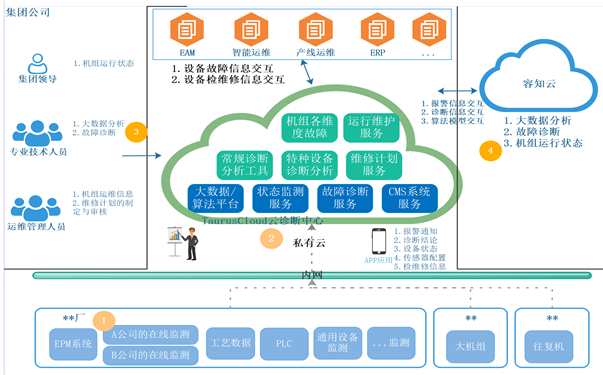 集团公司
EAM
智能运维
产线运维
ERP
...
1. 设备故障信息交互
2. 设备检维修信息交互
集团领导
1.机组运行状态
专业技术人员
1.大数据分析
2.故障诊断
3
运维管理人员
1.机组运维信息
2.维修计划的制
定与审核
机组各维
度故障
运行维护
服务
常规诊断
分析工具
特种设备
诊断分析
维修计划
服务
大数据/
算法平台
状态监测
服务
故障诊断
服务
CMS系统
服务
TaurusCloud云诊断中心
2
私有云
APP应用
1.报警通知
2.诊断结论
3.设备状态
4.传感器配置
5.检维修信息
容知云
1.报警信息交互
2.诊断信息交互
3.算法模型交互
1.大数据分析
2.故障诊断
3.机组运行状态
4
内网
**厂
1
EPM系统
A公司的在线监测
B公司的在线监测
工艺数据
PLC
通用设备
监测
...监测
**
大机组
**
往复机